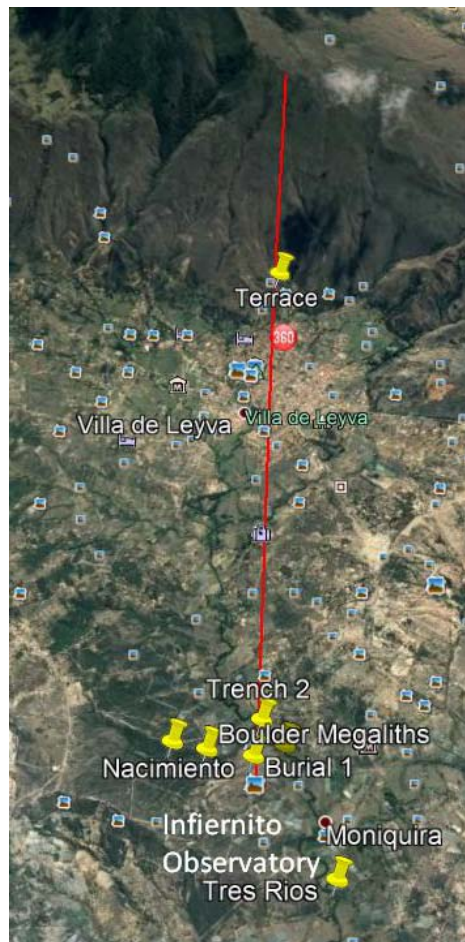 Terrace
360
Villa de Leyva
Villa de Leyva
Trench 2
Boulder Megaliths
Nacimiento
Burial 1
Infiernito
Moniquira
Observatory
Tres Rios